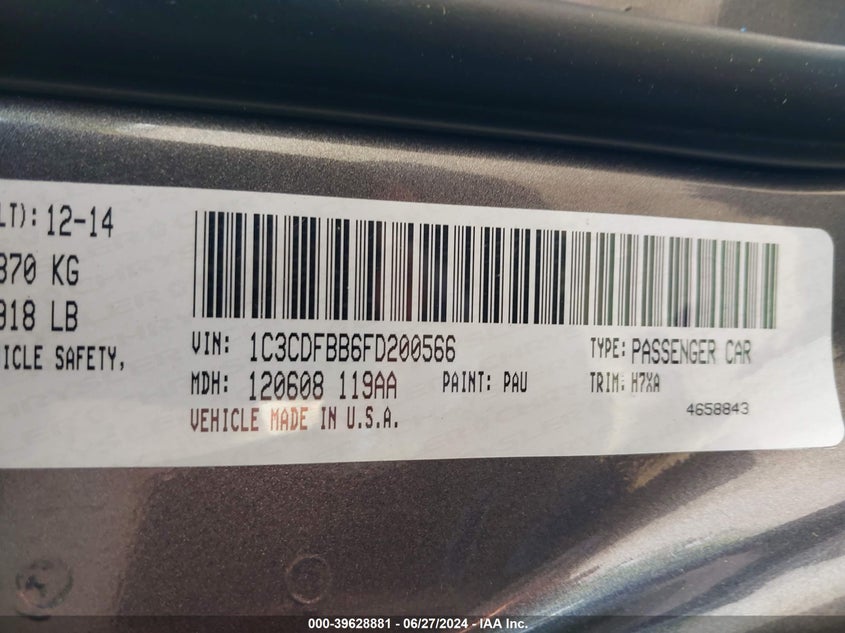 LT): 12-14
870 KG
918 LB
ICLE SAFETY,
VIN: 1C3CDFBB6FD200566
TYPE: PASSENGER CAR
MDH: 120608 119AA
PAINT: PAU
TRIM: H7XA
VEHICLE MADE IN U.S.A.
4658843
000-39628881 - 06/27/2024 - IAA Inc.